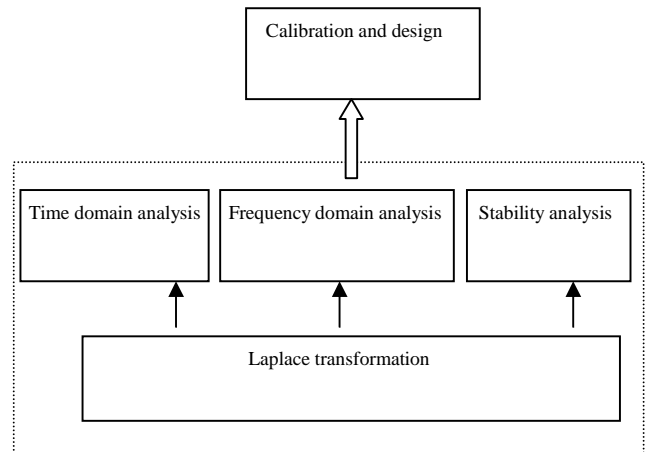 Calibration and design
Time domain analysis
Frequency domain analysis
Stability analysis
Laplace transformation